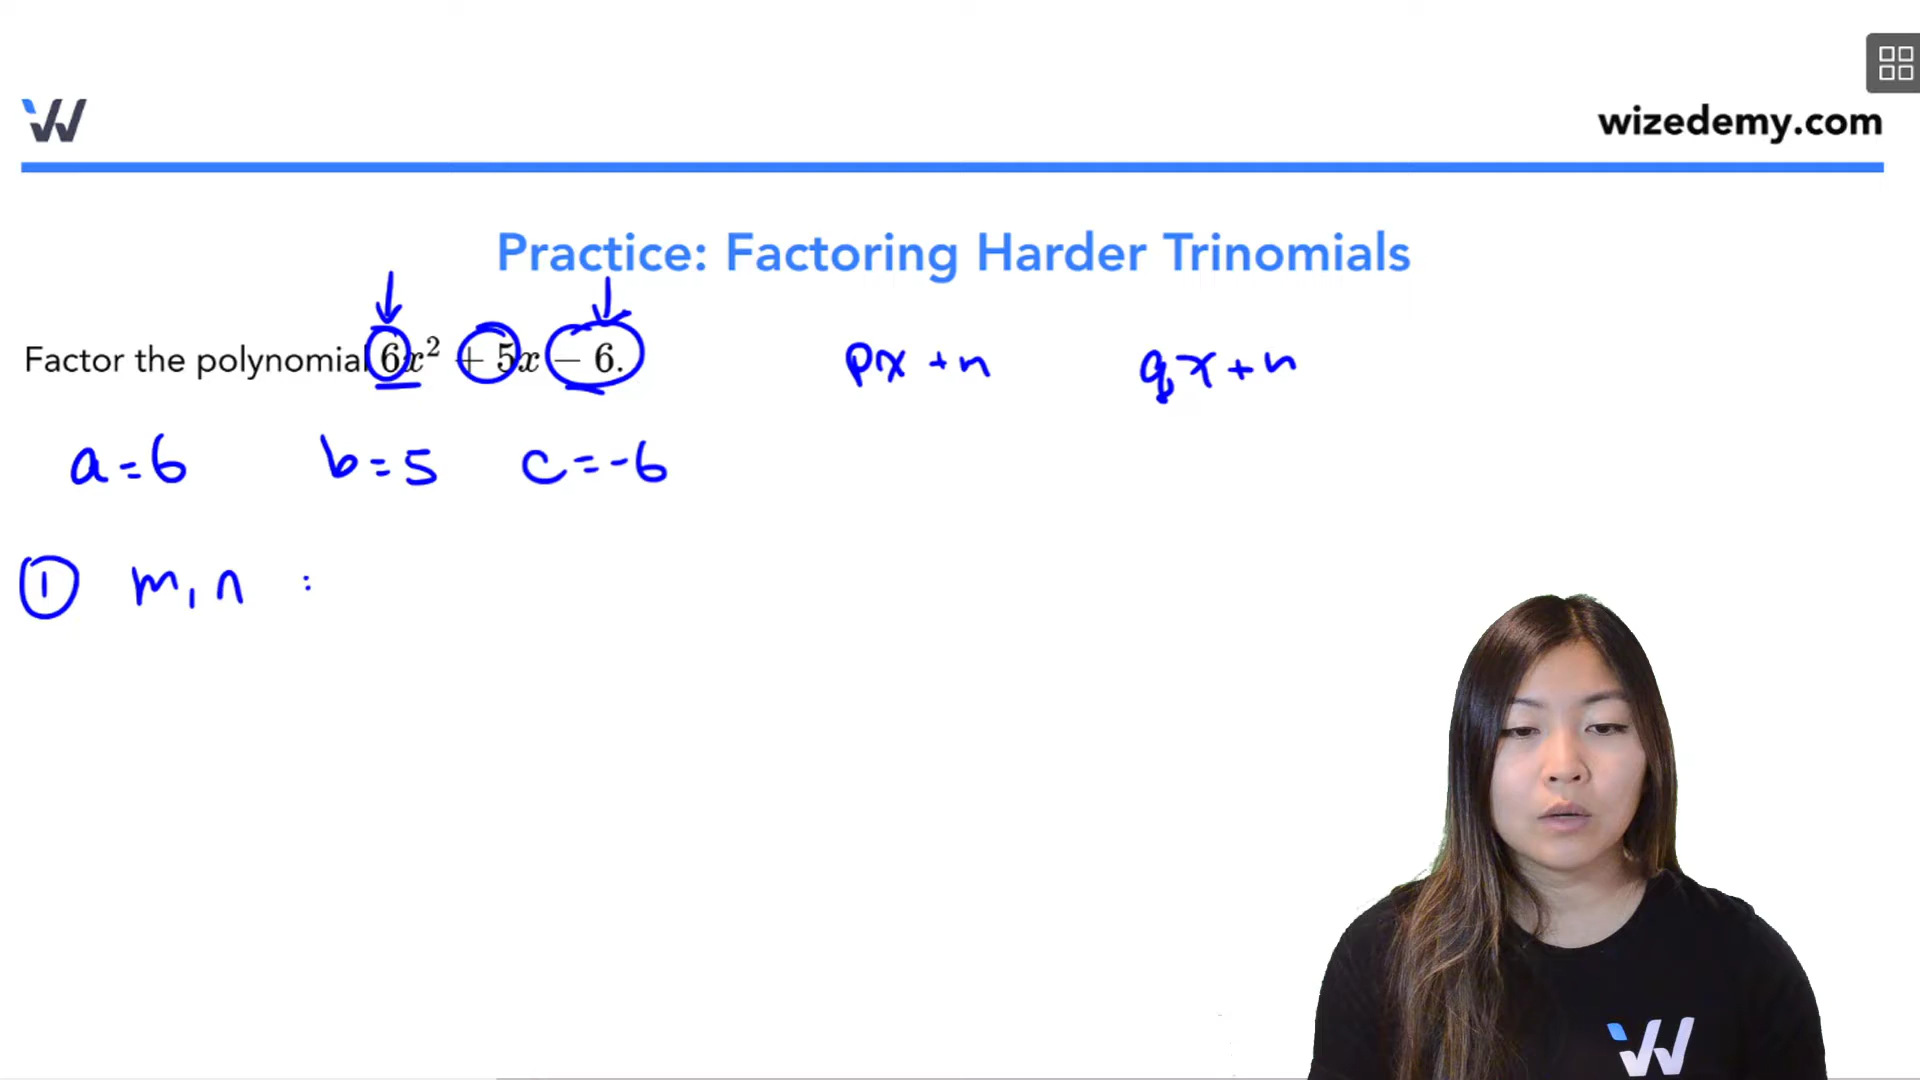 wizedemy.com
Practice: Factoring Harder Trinomials
Factor the polynomial 6x² + 5x − 6. px + n qx + n
a = 6 b = 5 c = -6
① m, n :